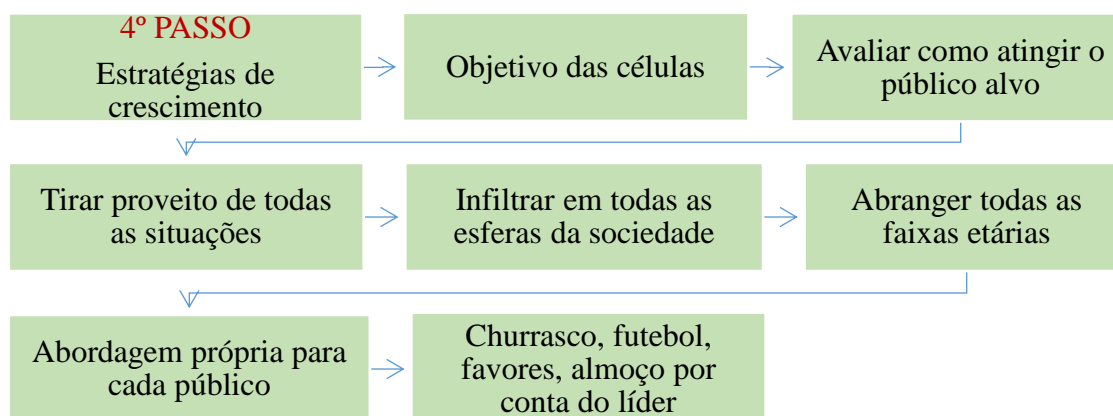 4º PASSO
Estratégias de
crescimento
Objetivo das células
Avaliar como atingir o
público alvo
Tirar proveito de todas
as situações
Infiltrar em todas as
esferas da sociedade
Abranger todas as
faixas etárias
Abordagem própria para
cada público
Churrasco, futebol,
favores, almoço por
conta do líder